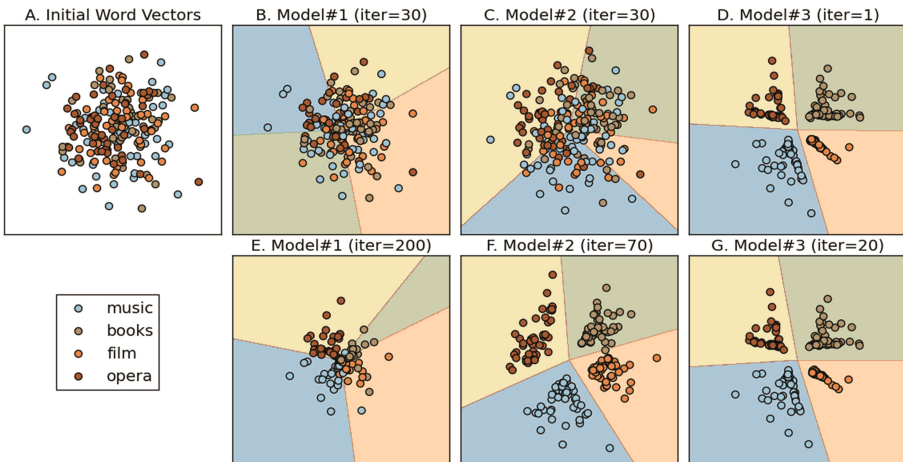 A. Initial Word Vectors
B. Model#1 (iter=30)
C. Model#2 (iter=30)
D. Model#3 (iter=1)
E. Model#1 (iter=200)
F. Model#2 (iter=70)
G. Model#3 (iter=20)
music
books
film
opera